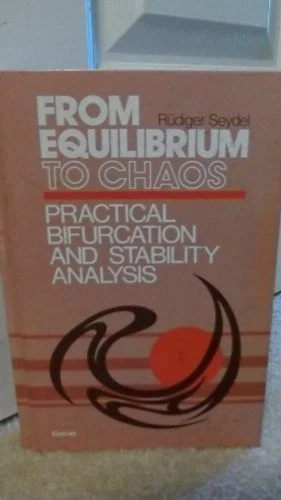 FROM
Rüdiger Seydel
EQUILIBRIUM
TO CHAOS
PRACTICAL
BIFURCATION
AND STABILITY
ANALYSIS
Elsevier